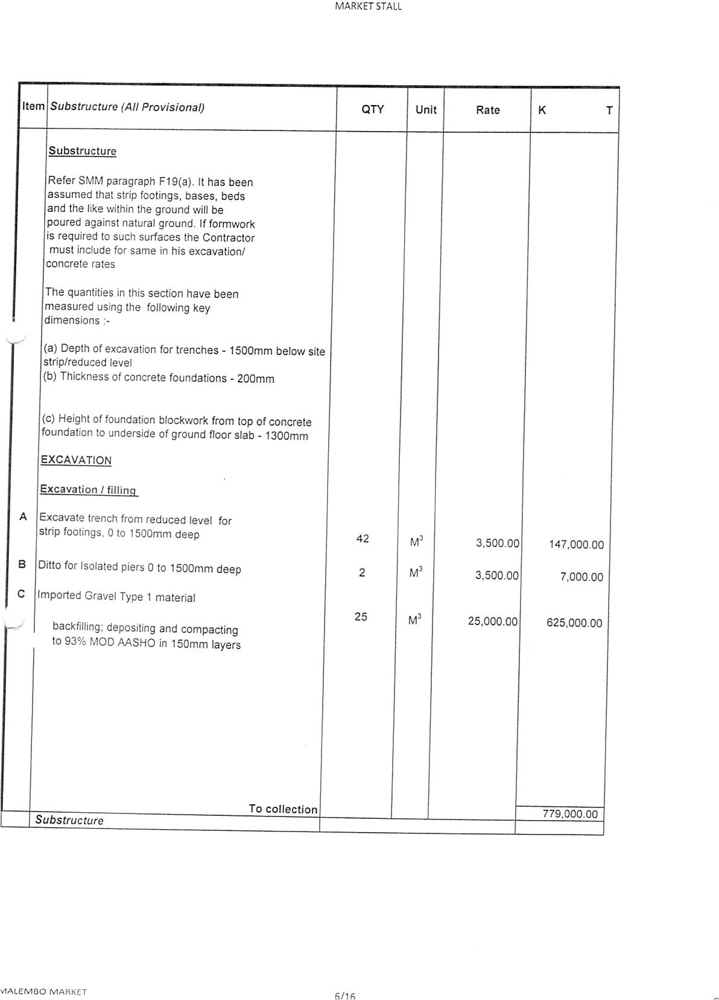 MARKET STALL
Item Substructure (All Provisional) QTY Unit Rate K T
Substructure
Refer SMM paragraph F19(a). It has been
assumed that strip footings, bases, beds
and the like within the ground will be
poured against natural ground. If formwork
is required to such surfaces the Contractor
must include for same in his excavation/
concrete rates
The quantities in this section have been
measured using the following key
dimensions :-
(a) Depth of excavation for trenches - 1500mm below site
strip/reduced level
(b) Thickness of concrete foundations - 200mm
(c) Height of foundation blockwork from top of concrete
foundation to underside of ground floor slab - 1300mm
EXCAVATION
Excavation / filling
A Excavate trench from reduced level for
strip footings, 0 to 1500mm deep 42 M³ 3,500.00 147,000.00
B Ditto for Isolated piers 0 to 1500mm deep 2 M³ 3,500.00 7,000.00
C Imported Gravel Type 1 material
25 M³ 25,000.00 625,000.00
backfilling; depositing and compacting
to 93% MOD AASHO in 150mm layers
To collection 779,000.00
Substructure
MALEMBO MARKET 6/16